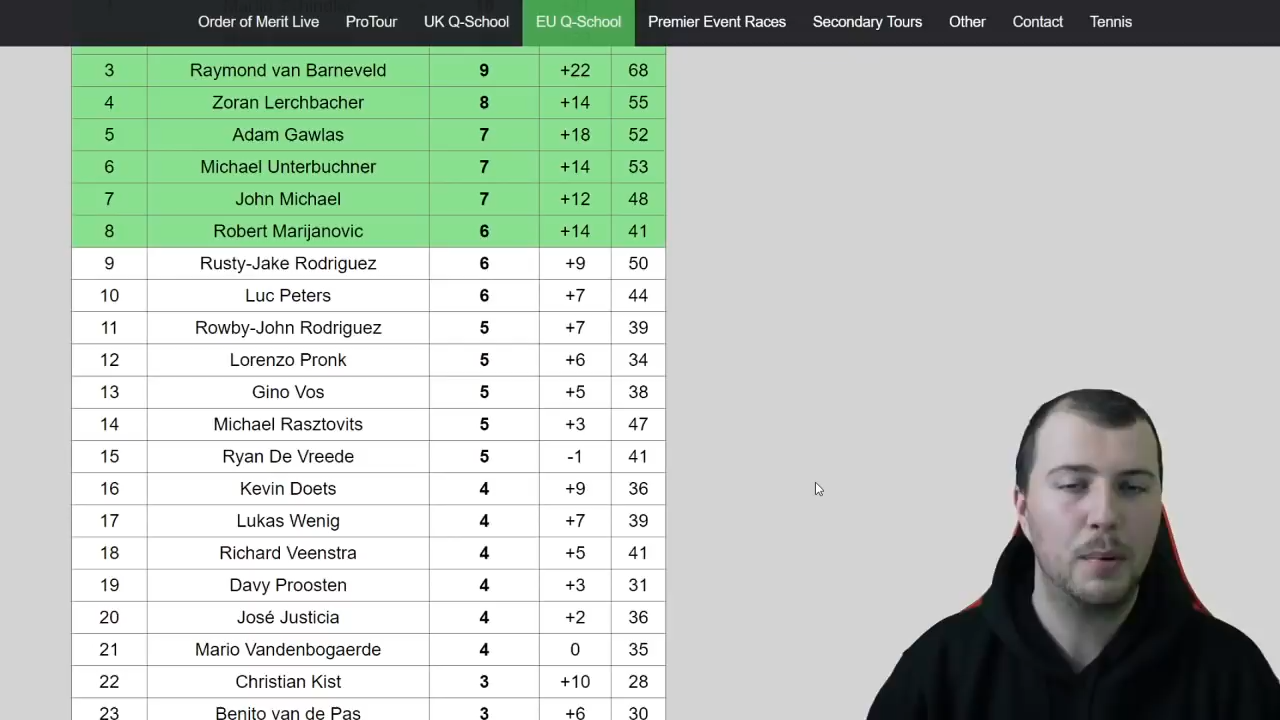 Order of Merit Live ProTour UK Q-School EU Q-School Premier Event Races Secondary Tours Other Contact Tennis
3 Raymond van Barneveld 9 +22 68
4 Zoran Lerchbacher 8 +14 55
5 Adam Gawlas 7 +18 52
6 Michael Unterbuchner 7 +14 53
7 John Michael 7 +12 48
8 Robert Marijanovic 6 +14 41
9 Rusty-Jake Rodriguez 6 +9 50
10 Luc Peters 6 +7 44
11 Rowby-John Rodriguez 5 +7 39
12 Lorenzo Pronk 5 +6 34
13 Gino Vos 5 +5 38
14 Michael Rasztovits 5 +3 47
15 Ryan De Vreede 5 -1 41
16 Kevin Doets 4 +9 36
17 Lukas Wenig 4 +7 39
18 Richard Veenstra 4 +5 41
19 Davy Proosten 4 +3 31
20 José Justicia 4 +2 36
21 Mario Vandenbogaerde 4 0 35
22 Christian Kist 3 +10 28
23 Benito van de Pas 3 +6 30